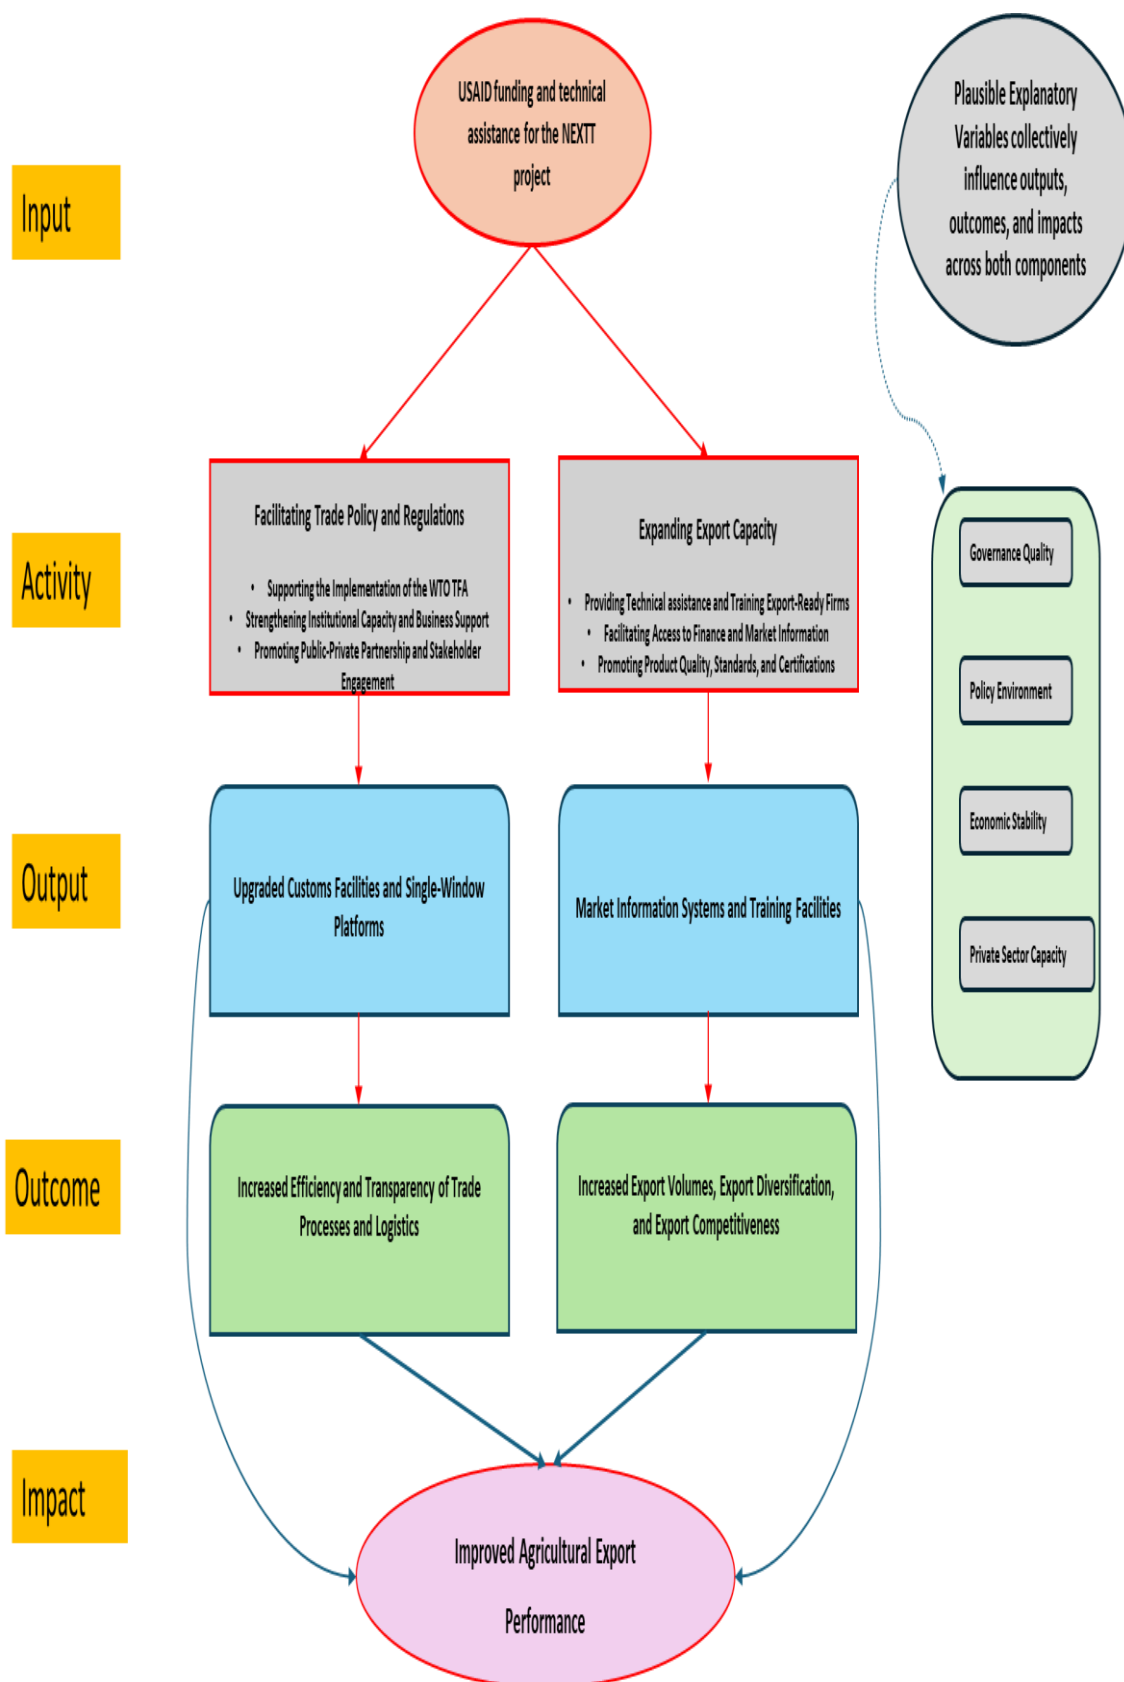 USAID funding and technical
assistance for the NEXTT
project
Plausible Explanatory
Variables collectively
influence outputs,
outcomes, and impacts
across both components
Input
Activity
Facilitating Trade Policy and Regulations
• Supporting the Implementation of the WTO TFA
• Strengthening Institutional Capacity and Business Support
• Promoting Public-Private Partnership and Stakeholder
Engagement
Expanding Export Capacity
• Providing Technical assistance and Training Export-Ready Firms
• Facilitating Access to Finance and Market Information
• Promoting Product Quality, Standards, and Certifications
Governance Quality
Policy Environment
Economic Stability
Private Sector Capacity
Output
Upgraded Customs Facilities and Single-Window
Platforms
Market Information Systems and Training Facilities
Outcome
Increased Efficiency and Transparency of Trade
Processes and Logistics
Increased Export Volumes, Export Diversification,
and Export Competitiveness
Impact
Improved Agricultural Export
Performance